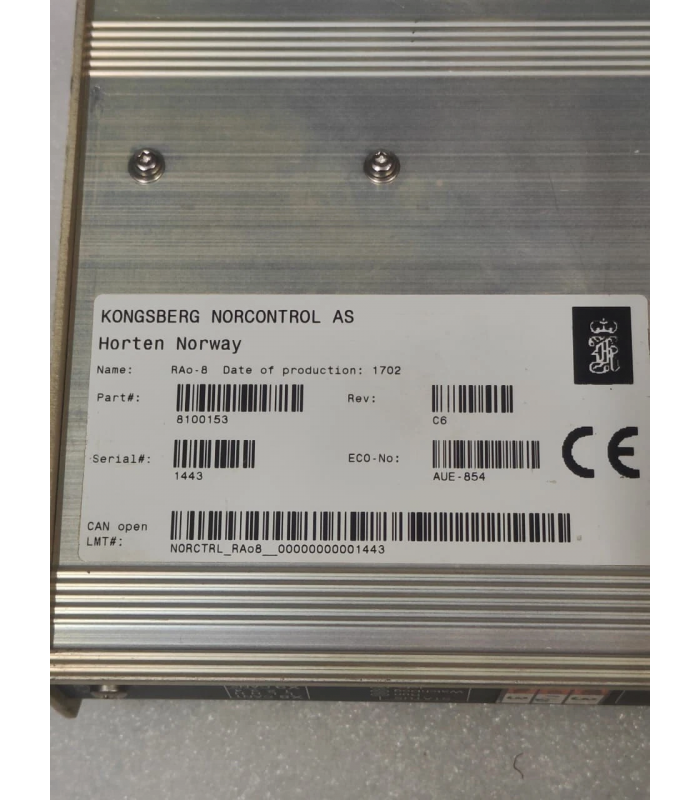 KONGSBERG NORCONTROL AS
Horten Norway
Name: RAo-8 Date of production: 1702
Part#: Rev:
8100153 C6
Serial#: ECO-No:
1443 AUE-854
CE
CAN open
LMT#:
NORCTRL_RAo8__00000000001443